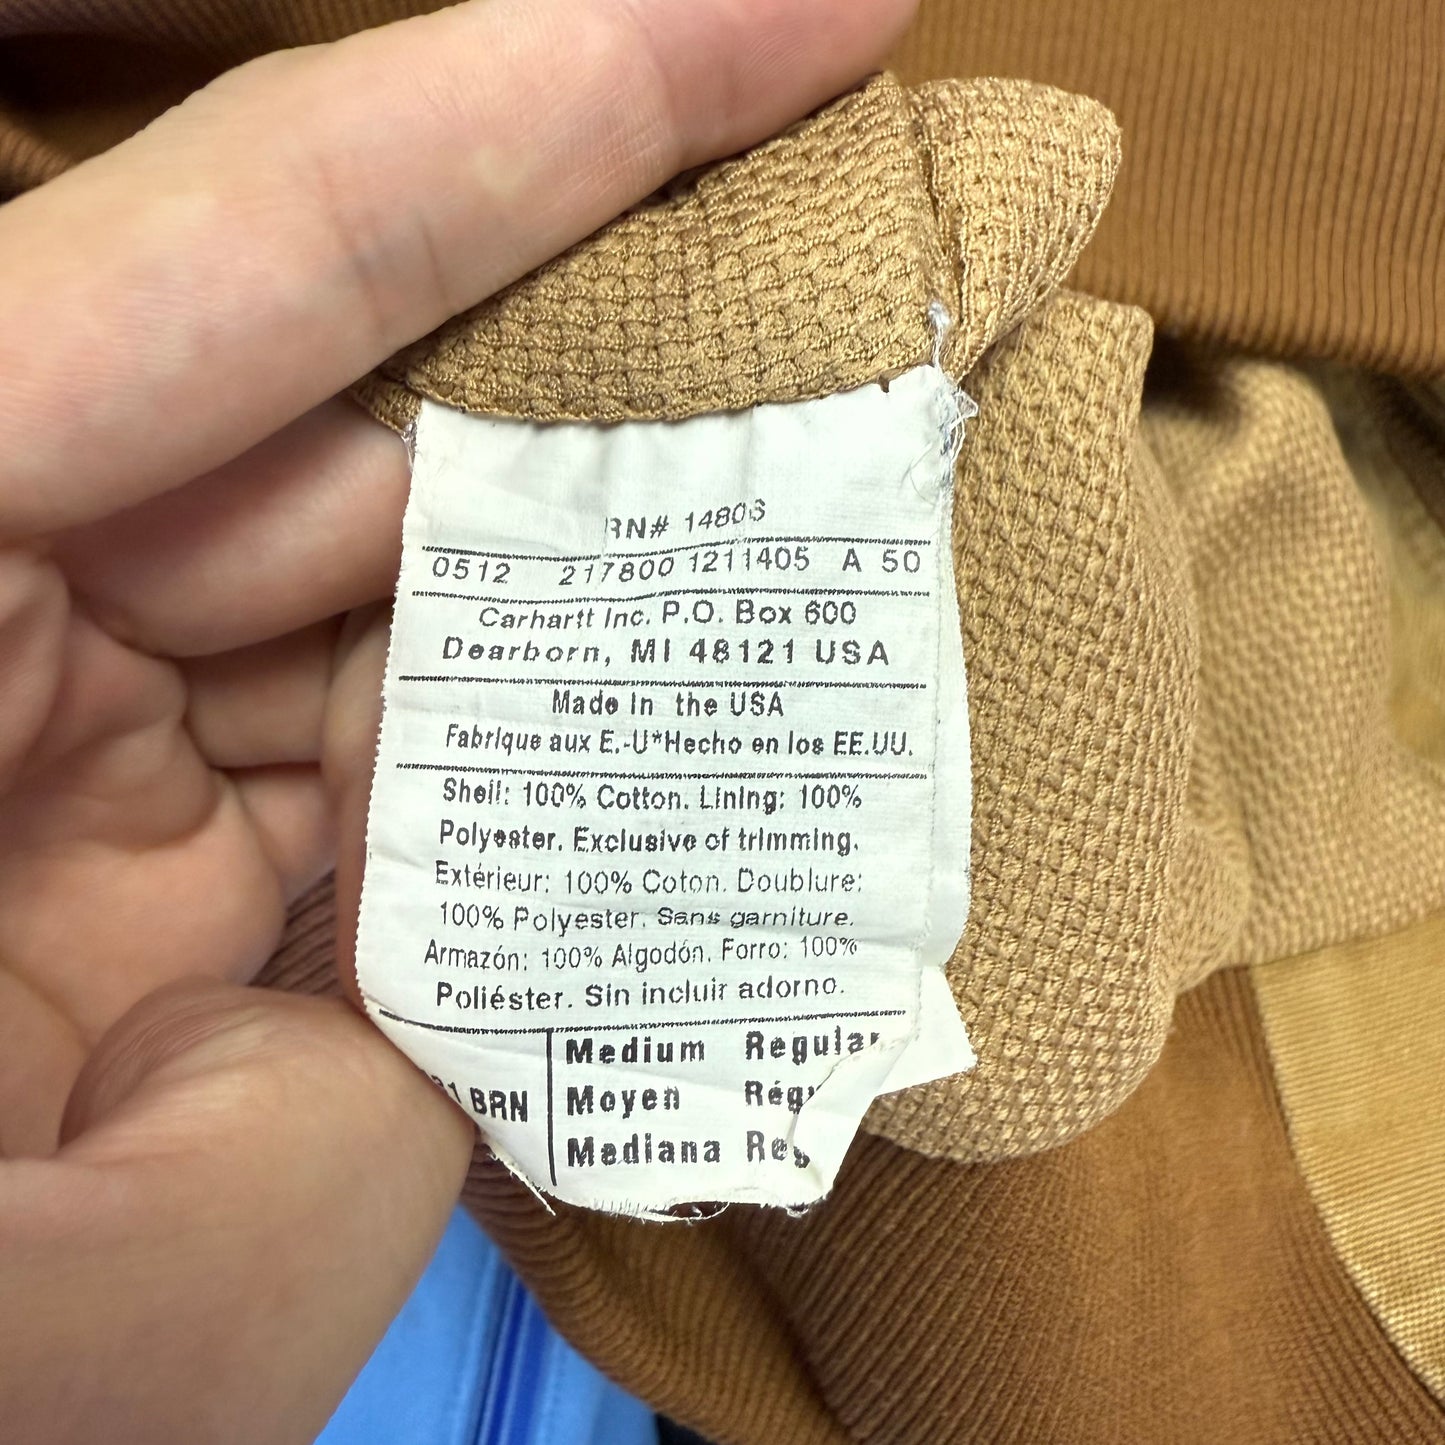 RN# 14806
0512 217800 1211405 A 50
Carhartt Inc. P.O. Box 600
Dearborn, MI 48121 USA
Made In the USA
Fabrique aux E.-U*Hecho en los EE.UU.
Shell: 100% Cotton. Lining: 100%
Polyester. Exclusive of trimming.
Extérieur: 100% Coton. Doublure:
100% Polyester. Sans garniture.
Armazón: 100% Algodón. Forro: 100%
Poliéster. Sin incluir adorno.
BRN
Medium Regular
Moyen
Mediana